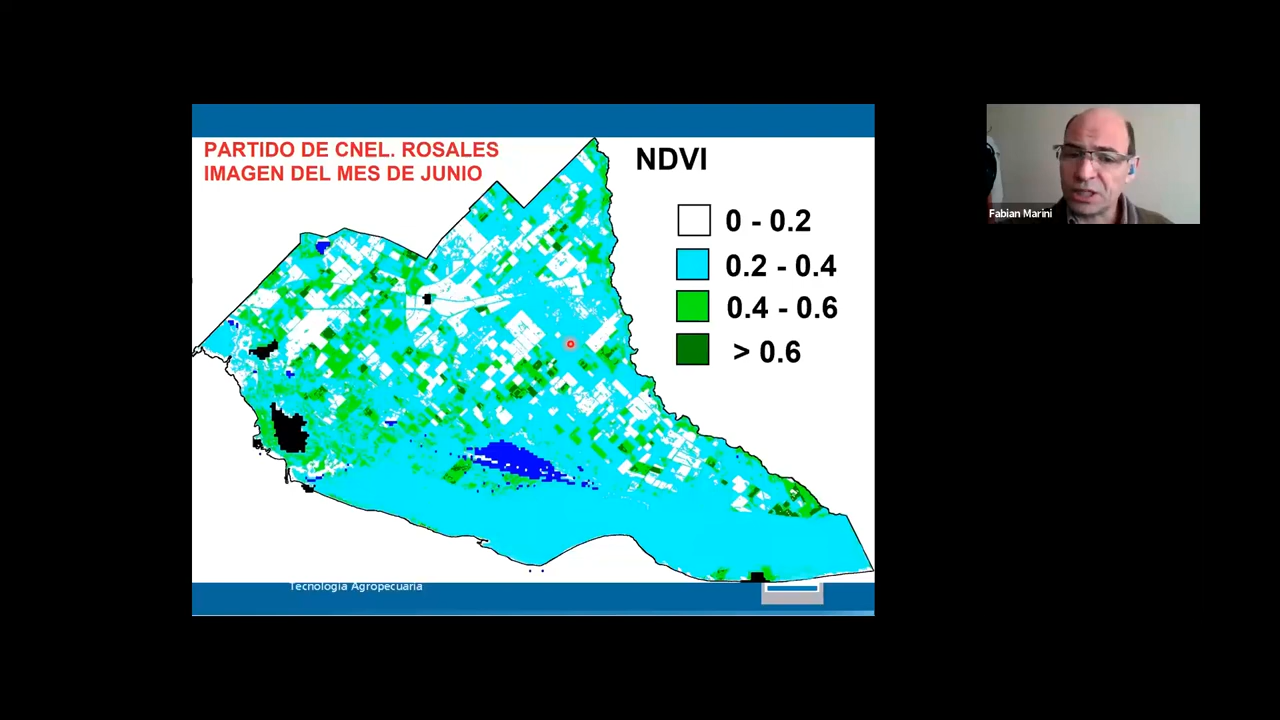 PARTIDO DE CNEL. ROSALES
IMAGEN DEL MES DE JUNIO
NDVI
0 - 0.2
0.2 - 0.4
0.4 - 0.6
> 0.6
Tecnología Agropecuaria
Fabian Marini